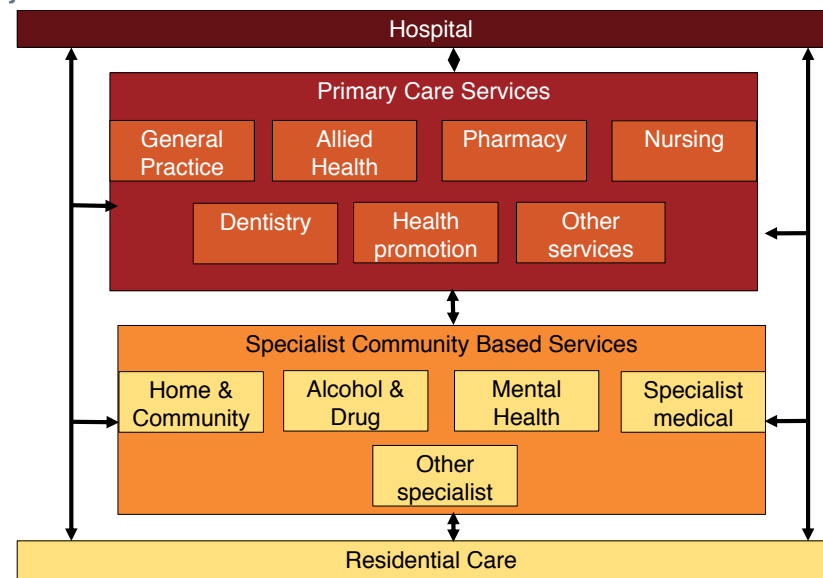 Hospital
Primary Care Services
General
Practice
Allied
Health
Pharmacy
Nursing
Dentistry
Health
promotion
Other
services
Specialist Community Based Services
Home &
Community
Alcohol &
Drug
Mental
Health
Specialist
medical
Other
specialist
Residential Care